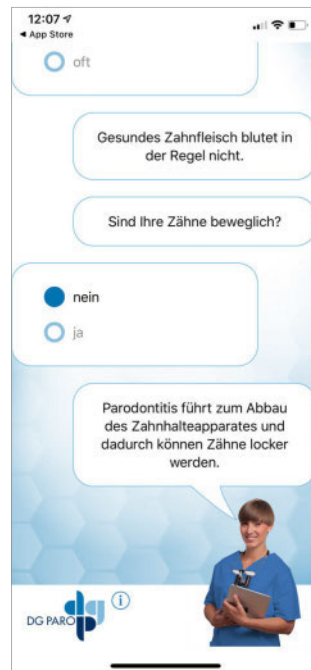 12:07
App Store
oft
Gesundes Zahnfleisch blutet in
der Regel nicht.
Sind Ihre Zähne beweglich?
nein
ja
Parodontitis führt zum Abbau
des Zahnhalteapparates und
dadurch können Zähne locker
werden.
DG PARO
i